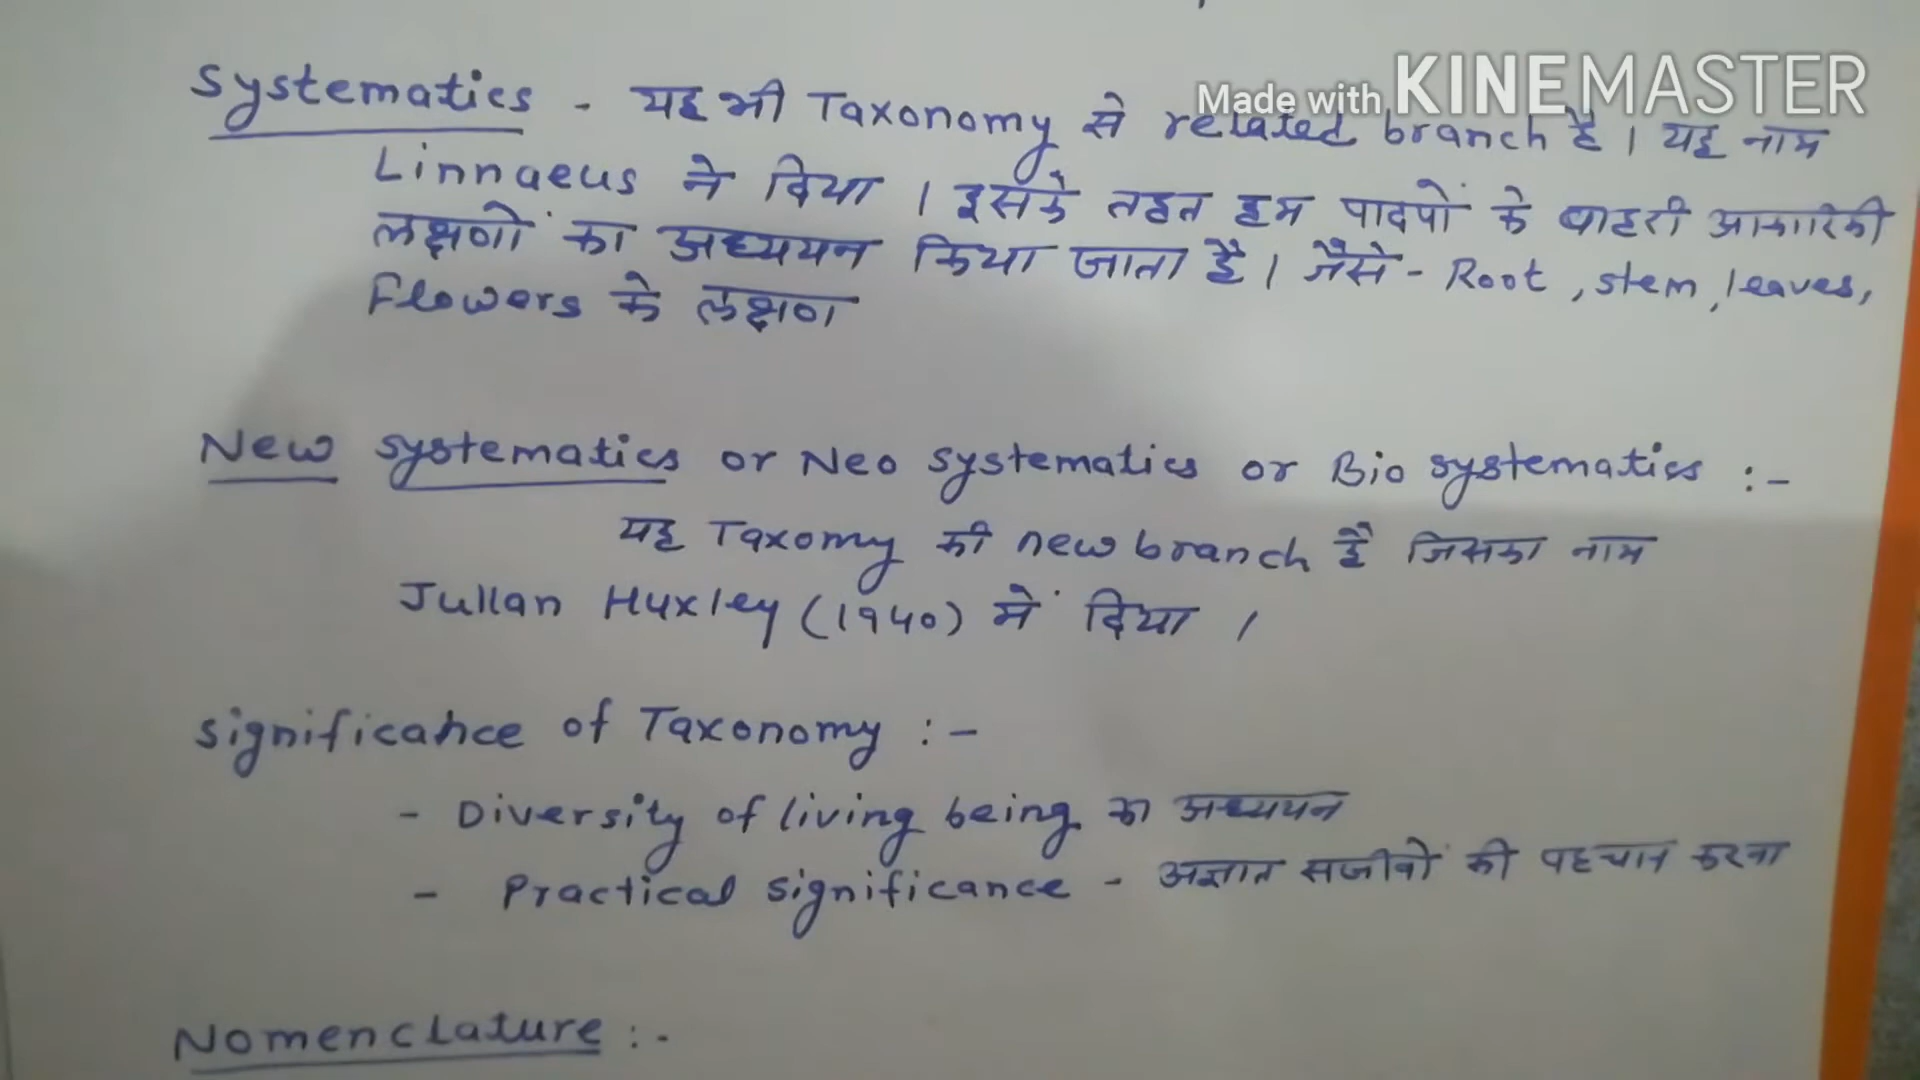 Made with KINEMASTER
Systematics - यह भी Taxonomy से related branch है । यह नाम
Linnaeus ने दिया । इसके तहत हम पादपों के बाहरी आकारिकी
लक्षणों का अध्ययन किया जाता है । जैसे - Root , stem , leaves,
Flowers के लक्षण
New systematics or Neo systematics or Bio systematics :-
यह Taxomy की new branch है जिसका नाम
Jullan Huxley (1940) में दिया ।
significance of Taxonomy :-
- Diversity of living being का अध्ययन
- Practical significance - अज्ञात सजीवों की पहचान करना
Nomenclature :-